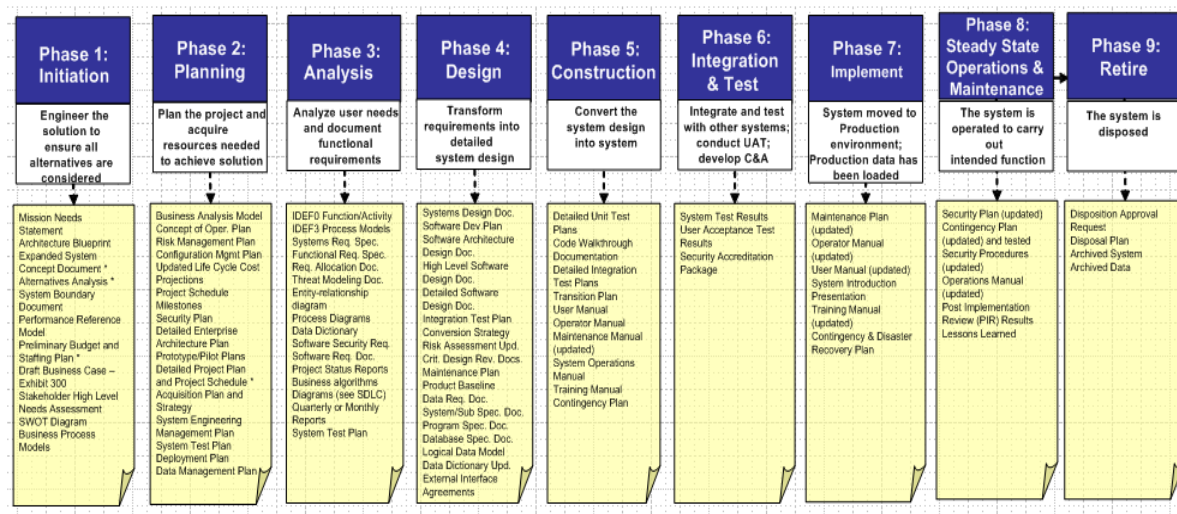 Phase 1:
Initiation
Engineer the
solution to
ensure all
alternatives are
considered
Mission Needs
Statement
Architecture Blueprint
Expanded System
Concept Document *
Alternatives Analysis *
System Boundary
Document
Performance Reference
Model
Preliminary Budget and
Staffing Plan *
Draft Business Case –
Exhibit 300
Stakeholder High Level
Needs Assessment
SWOT Diagram
Business Process
Models
Phase 2:
Planning
Plan the project and
acquire
resources needed
to achieve solution
Business Analysis Model
Concept of Oper. Plan
Risk Management Plan
Configuration Mgmt Plan
Updated Life Cycle Cost
Projections
Project Schedule
Milestones
Security Plan
Detailed Enterprise
Architecture Plan
Prototype/Pilot Plans
Detailed Project Plan
and Project Schedule *
Acquisition Plan and
Strategy
System Engineering
Management Plan
System Test Plan
Deployment Plan
Data Management Plan
Phase 3:
Analysis
Analyze user needs
and document
functional
requirements
IDEF0 Function/Activity
IDEF3 Process Models
Systems Req. Spec.
Functional Req. Spec.
Req. Allocation Doc.
Threat Modeling Doc.
Entity-relationship
diagram
Process Diagrams
Data Dictionary
Software Security Req.
Software Req. Doc.
Project Status Reports
Business algorithms
Diagrams (see SDLC)
Quarterly or Monthly
Reports
System Test Plan
Phase 4:
Design
Transform
requirements into
detailed
system design
Systems Design Doc.
Software Dev Plan
Software Architecture
Design Doc.
High Level Software
Design Doc.
Detailed Software
Design Doc.
Integration Test Plan
Conversion Strategy
Risk Assessment Upd.
Crit. Design Rev. Docs.
Maintenance Plan
Product Baseline
Data Req. Doc.
System/Sub Spec. Doc.
Program Spec. Doc.
Database Spec. Doc.
Logical Data Model
Data Dictionary Upd.
External Interface
Agreements
Phase 5:
Construction
Convert the
system design
into system
Detailed Unit Test
Plans
Code Walkthrough
Documentation
Detailed Integration
Test Plans
Transition Plan
User Manual
Operator Manual
Maintenance Manual
(updated)
System Operations
Manual
Training Manual
Contingency Plan
Phase 6:
Integration
& Test
Integrate and test
with other systems;
conduct UAT;
develop C&A
System Test Results
User Acceptance Test
Results
Security Accreditation
Package
Phase 7:
Implement
System moved to
Production
environment;
Production data has
been loaded
Maintenance Plan
(updated)
Operator Manual
(updated)
User Manual (updated)
System Introduction
Presentation
Training Manual
(updated)
Contingency & Disaster
Recovery Plan
Phase 8:
Steady State
Operations &
Maintenance
The system is
operated to carry
out
intended function
Security Plan (updated)
Contingency Plan
(updated) and tested
Security Procedures
(updated)
Operations Manual
(updated)
Post Implementation
Review (PIR) Results
Lessons Learned
Phase 9:
Retire
The system is
disposed
Disposition Approval
Request
Disposal Plan
Archived System
Archived Data